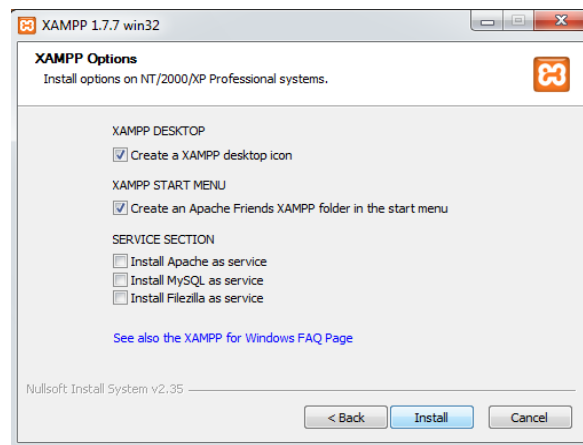 XAMPP 1.7.7 win32
XAMPP Options
Install options on NT/2000/XP Professional systems.
XAMPP DESKTOP
Create a XAMPP desktop icon
XAMPP START MENU
Create an Apache Friends XAMPP folder in the start menu
SERVICE SECTION
Install Apache as service
Install MySQL as service
Install Filezilla as service
See also the XAMPP for Windows FAQ Page
Nullsoft Install System v2.35
< Back Install Cancel